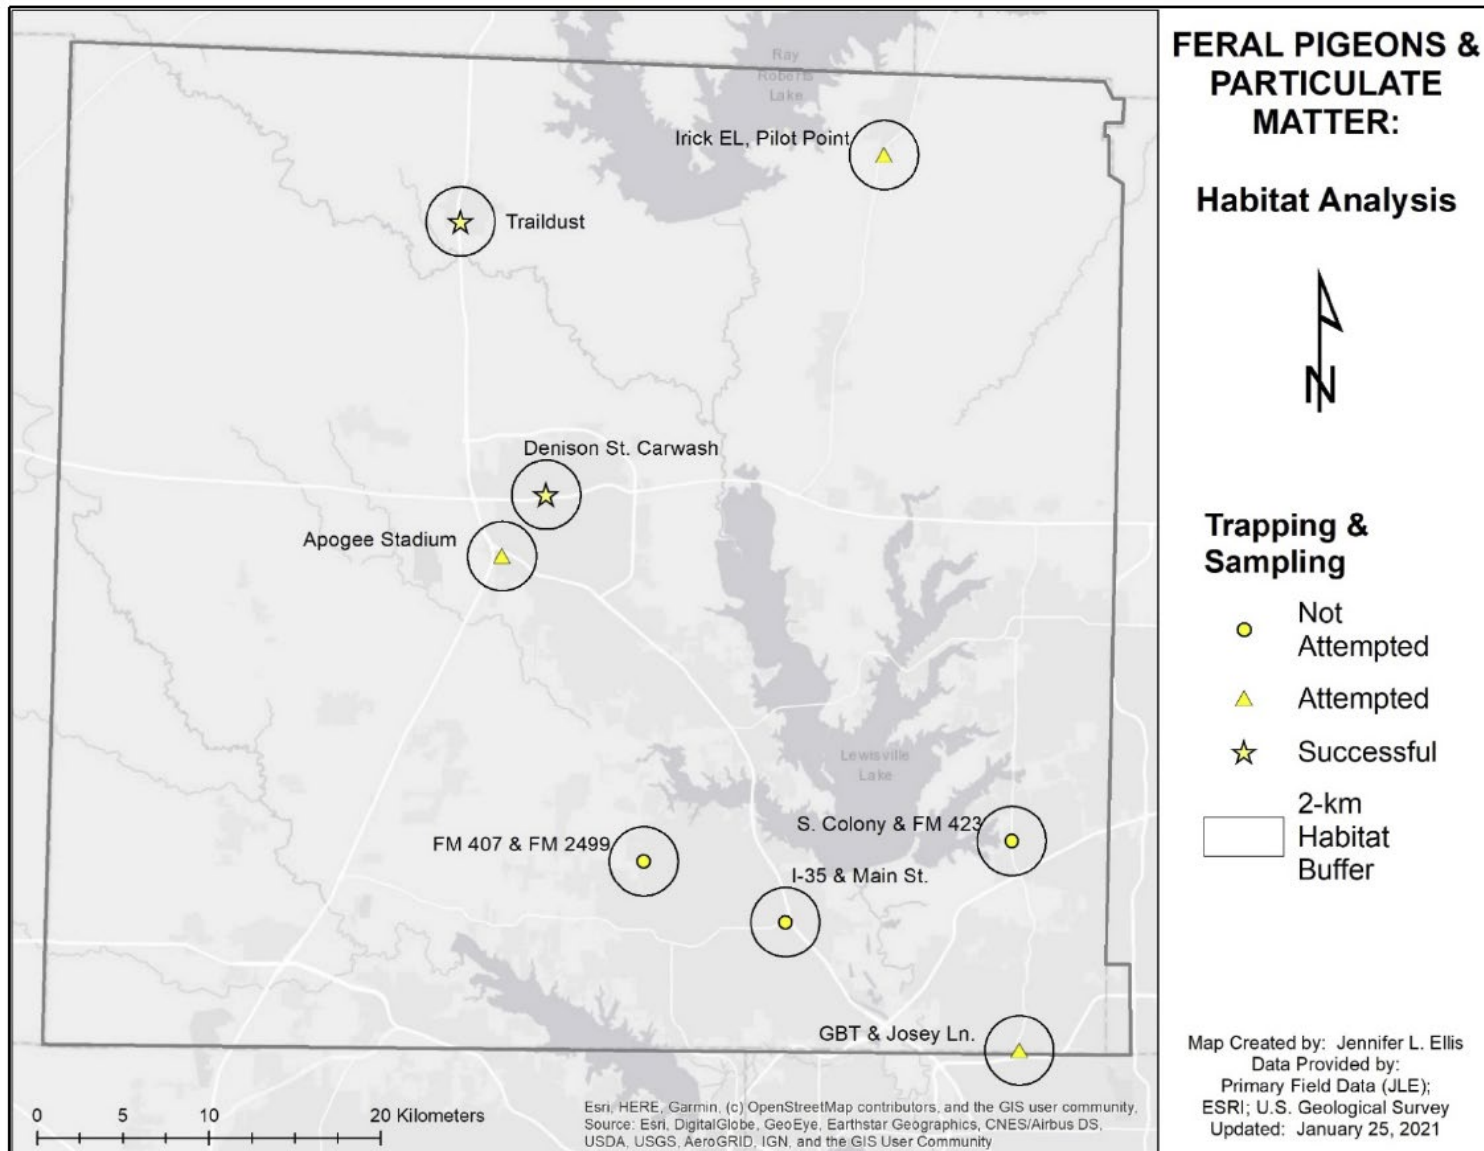 FERAL PIGEONS &
PARTICULATE
MATTER:
Habitat Analysis
N
Trapping &
Sampling
Not
Attempted
Attempted
Successful
2-km
Habitat
Buffer
Map Created by: Jennifer L. Ellis
Data Provided by:
Primary Field Data (JLE);
ESRI; U.S. Geological Survey
Updated: January 25, 2021
Ray
Roberts
Lake
Irick EL, Pilot Point
Traildust
Denison St. Carwash
Apogee Stadium
Lewisville
Lake
S. Colony & FM 423
FM 407 & FM 2499
I-35 & Main St.
GBT & Josey Ln.
0 5 10 20 Kilometers
Esri, HERE, Garmin, (c) OpenStreetMap contributors, and the GIS user community,
Source: Esri, DigitalGlobe, GeoEye, Earthstar Geographics, CNES/Airbus DS,
USDA, USGS, AeroGRID, IGN, and the GIS User Community